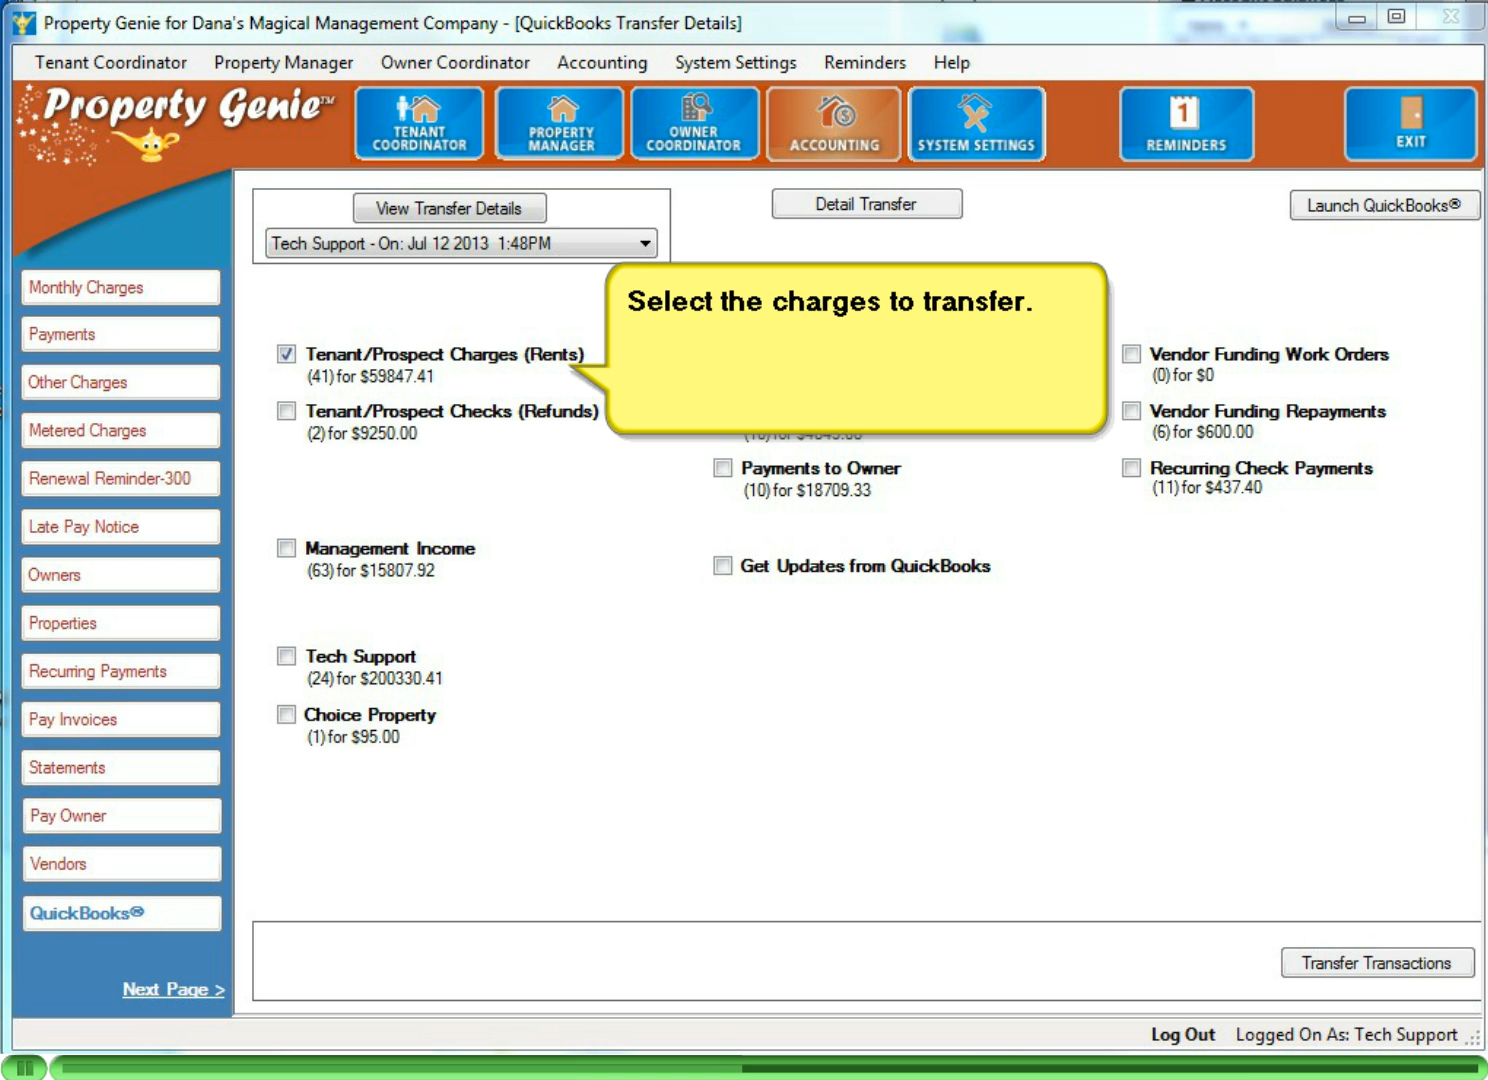 Property Genie for Dana's Magical Management Company - [QuickBooks Transfer Details]
Tenant Coordinator Property Manager Owner Coordinator Accounting System Settings Reminders Help
Property Genie™
TENANT COORDINATOR
PROPERTY MANAGER
OWNER COORDINATOR
ACCOUNTING
SYSTEM SETTINGS
1
REMINDERS
EXIT
View Transfer Details
Detail Transfer
Launch QuickBooks®
Tech Support - On: Jul 12 2013 1:48PM
Select the charges to transfer.
Monthly Charges
Payments
Other Charges
Metered Charges
Renewal Reminder-300
Late Pay Notice
Owners
Properties
Recurring Payments
Pay Invoices
Statements
Pay Owner
Vendors
QuickBooks®
Next Page >
Tenant/Prospect Charges (Rents)
(41) for $59847.41
Tenant/Prospect Checks (Refunds)
(2) for $9250.00
Management Income
(63) for $15807.92
Tech Support
(24) for $200330.41
Choice Property
(1) for $95.00
Payments to Owner
(10) for $18709.33
Get Updates from QuickBooks
Vendor Funding Work Orders
(0) for $0
Vendor Funding Repayments
(6) for $600.00
Recurring Check Payments
(11) for $437.40
Transfer Transactions
Log Out Logged On As: Tech Support